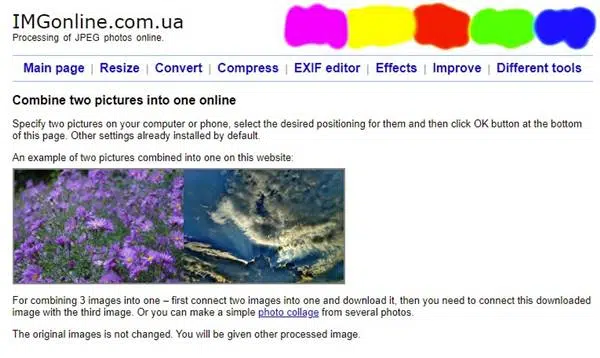 IMGonline.com.ua
Processing of JPEG photos online.
Main page | Resize | Convert | Compress | EXIF editor | Effects | Improve | Different tools
Combine two pictures into one online
Specify two pictures on your computer or phone, select the desired positioning for them and then click OK button at the bottom
of this page. Other settings already installed by default.
An example of two pictures combined into one on this website:
For combining 3 images into one – first connect two images into one and download it, then you need to connect this downloaded
image with the third image. Or you can make a simple photo collage from several photos.
The original images is not changed. You will be given other processed image.